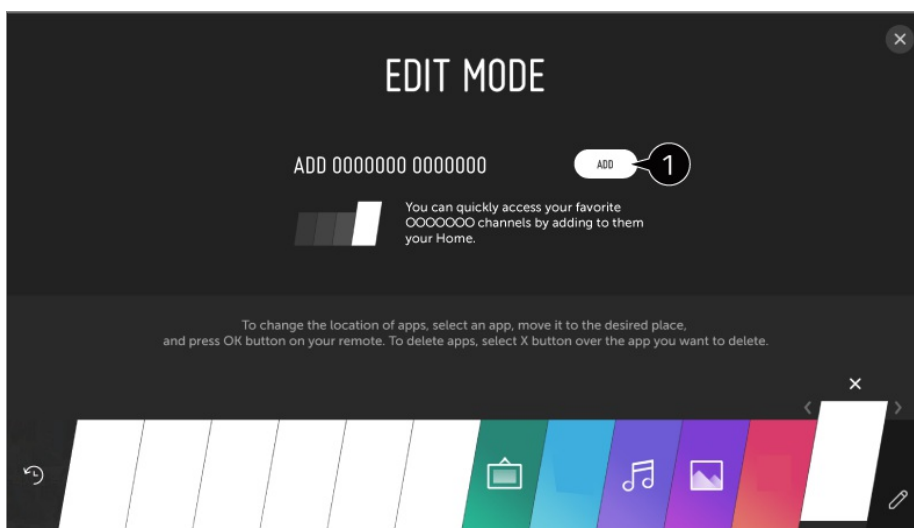 EDIT MODE
ADD OOOOOOO OOOOOOO
ADD
1
You can quickly access your favorite
OOOOOOO channels by adding to them
your Home.
To change the location of apps, select an app, move it to the desired place,
and press OK button on your remote. To delete apps, select X button over the app you want to delete.